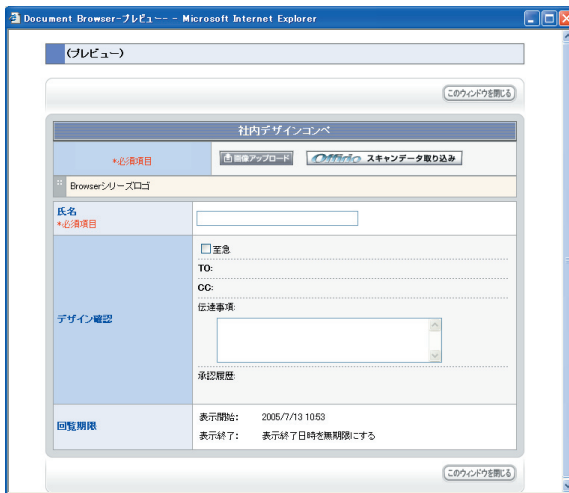 Document Browser-プレビュー- - Microsoft Internet Explorer
(プレビュー)
このウィンドウを閉じる
社内デザインコンペ
*必須項目
画像アップロード
Offirio スキャンデータ取り込み
Browserシリーズロゴ
氏名
*必須項目
至急
TO:
CC:
デザイン確認
伝達事項:
承認履歴:
回覧期限
表示開始: 2005/7/13 10:53
表示終了: 表示終了日時を無期限にする
このウィンドウを閉じる